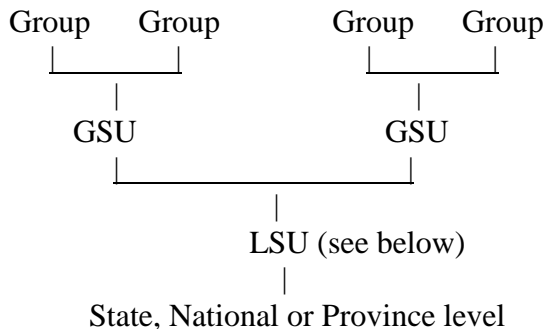 Group Group Group Group
GSU GSU
LSU (see below)
State, National or Province level